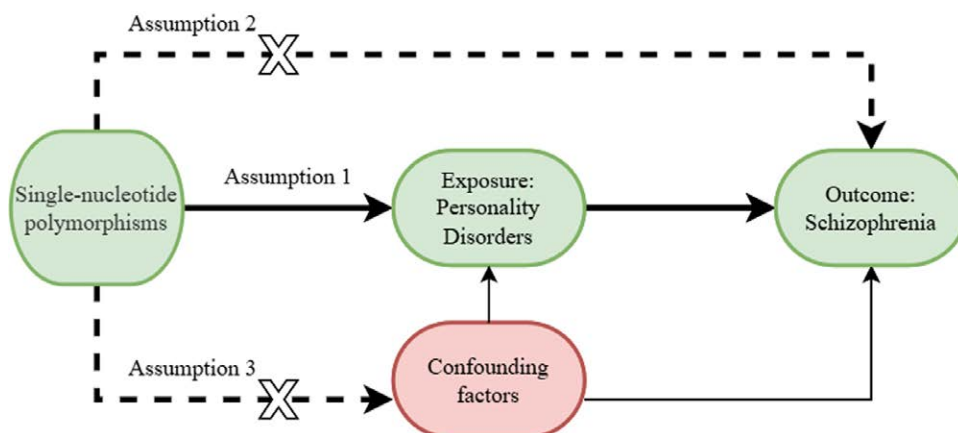 Assumption 2
Single-nucleotide
polymorphisms
Assumption 1
Exposure:
Personality
Disorders
Outcome:
Schizophrenia
Assumption 3
Confounding
factors